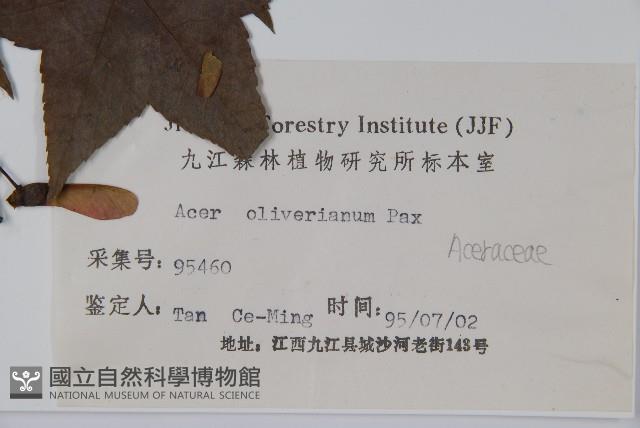 Forestry Institute (JJF)
九江森林植物研究所标本室
Acer oliverianum Pax
Aceraceae
采集号: 95460
鉴定人: Tan Ce-Ming 时间: 95/07/02
地址: 江西九江县城沙河老街143号
國立自然科學博物館
NATIONAL MUSEUM OF NATURAL SCIENCE